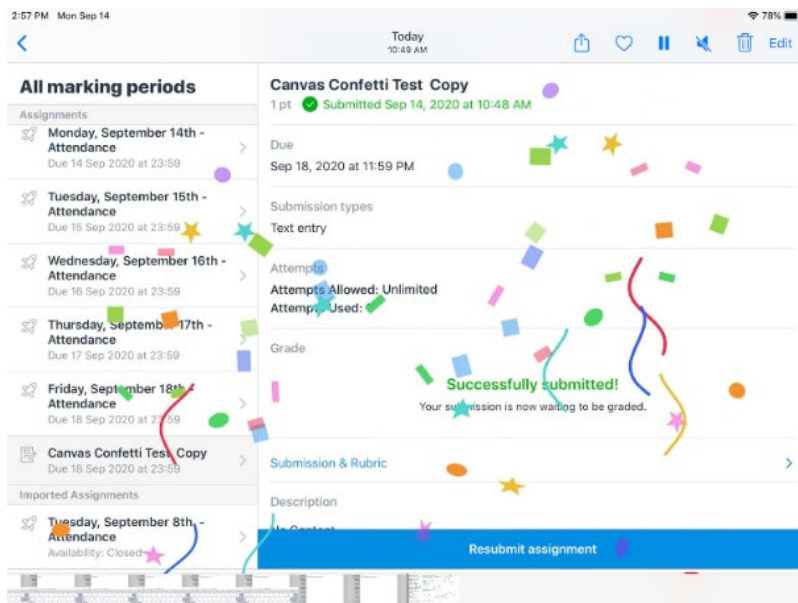 2:57 PM Mon Sep 14
78%
Today
10:49 AM
Edit
All marking periods
Assignments
Monday, September 14th -
Attendance
Due 14 Sep 2020 at 23:59
Tuesday, September 15th -
Attendance
Due 15 Sep 2020 at 23:59
Wednesday, September 16th -
Attendance
Due 16 Sep 2020 at 23:59
Thursday, September 17th -
Attendance
Due 17 Sep 2020 at 23:59
Friday, September 18th -
Attendance
Due 18 Sep 2020 at 23:59
Canvas Confetti Test Copy
Due 18 Sep 2020 at 23:59
Imported Assignments
Tuesday, September 8th, -
Attendance
Availability: Closed
Canvas Confetti Test Copy
1 pt Submitted Sep 14, 2020 at 10:48 AM
Due
Sep 18, 2020 at 11:59 PM
Submission types
Text entry
Attempts
Attempts Allowed: Unlimited
Attempts Used:
Grade
Successfully submitted!
Your submission is now waiting to be graded.
Submission & Rubric
Description
No Content
Resubmit assignment